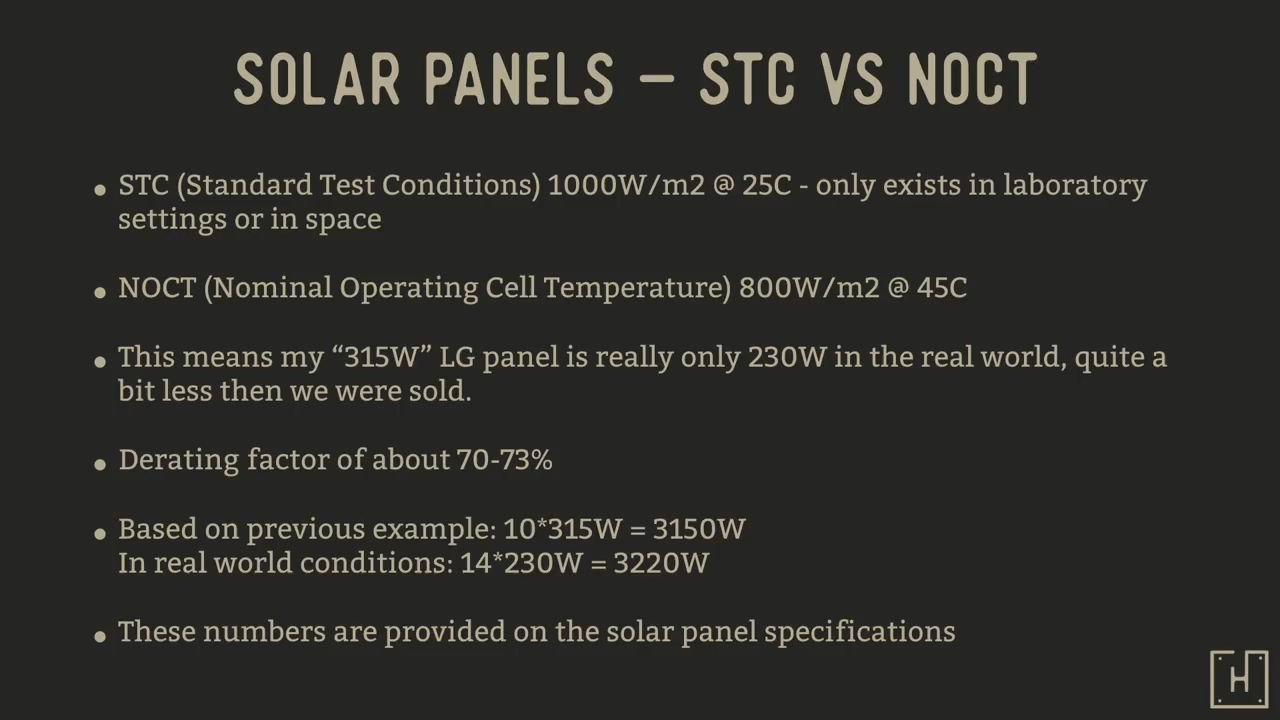 SOLAR PANELS – STC VS NOCT
• STC (Standard Test Conditions) 1000W/m2 @ 25C - only exists in laboratory
settings or in space
• NOCT (Nominal Operating Cell Temperature) 800W/m2 @ 45C
• This means my “315W” LG panel is really only 230W in the real world, quite a
bit less then we were sold.
• Derating factor of about 70-73%
• Based on previous example: 10*315W = 3150W
In real world conditions: 14*230W = 3220W
• These numbers are provided on the solar panel specifications
H